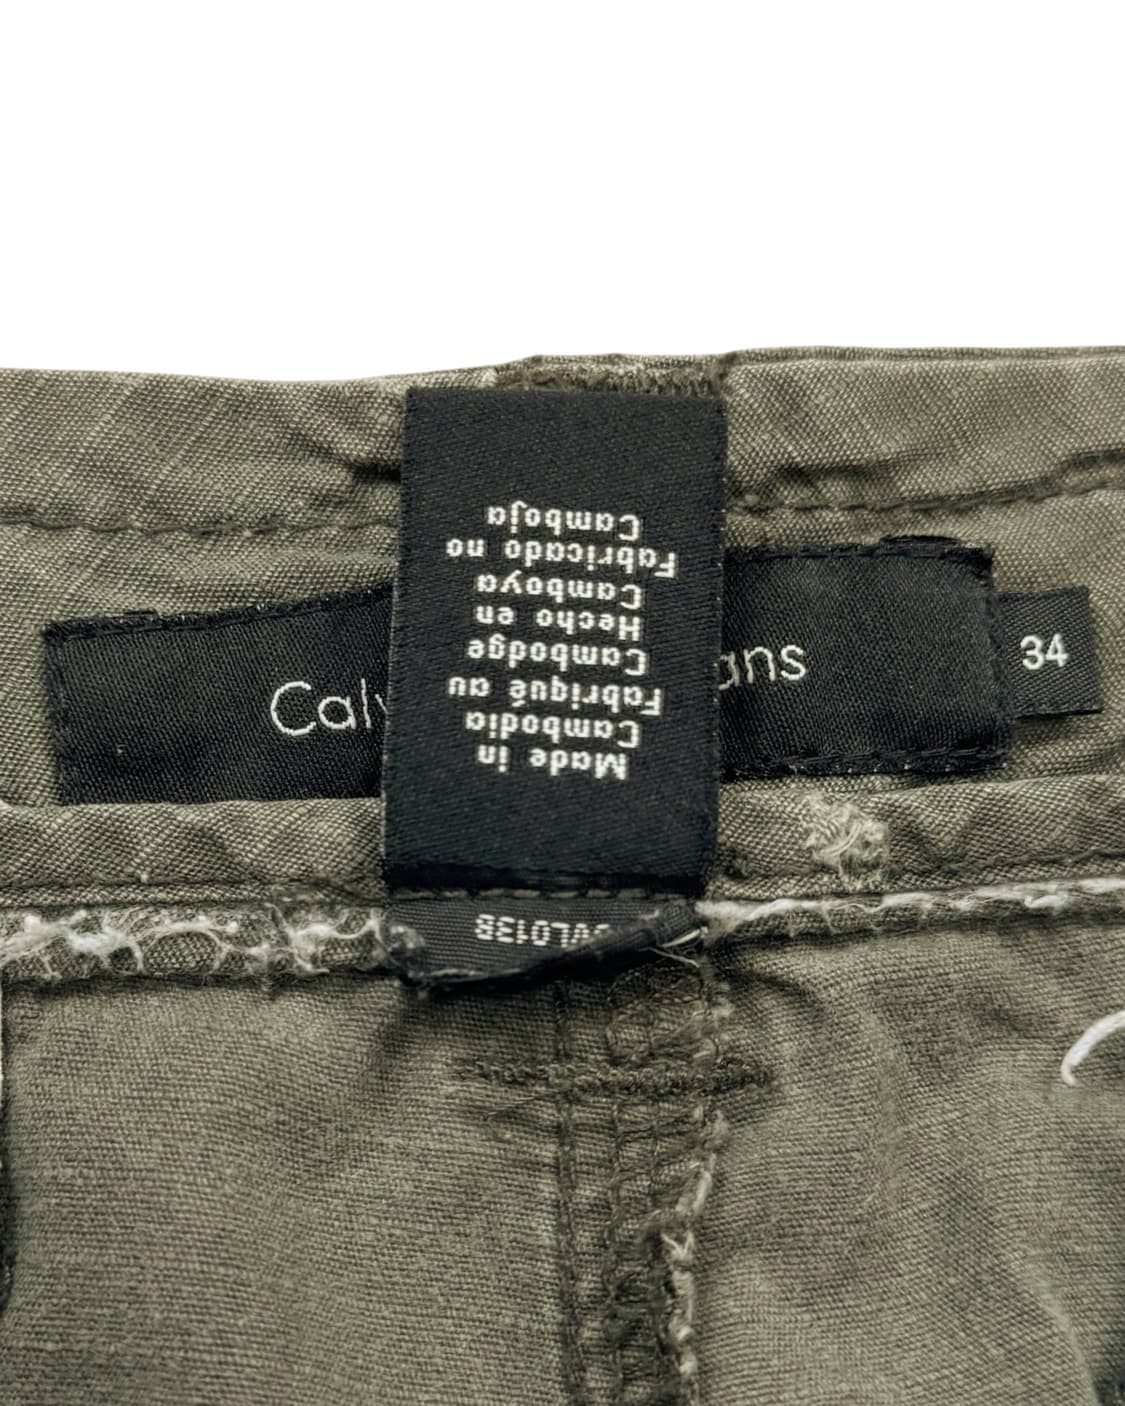 Cal
ans
34
Made in
Cambodia
Fabriqué au
Cambodge
Hecho en
Camboya
Fabricado no
Camboja
VL013B